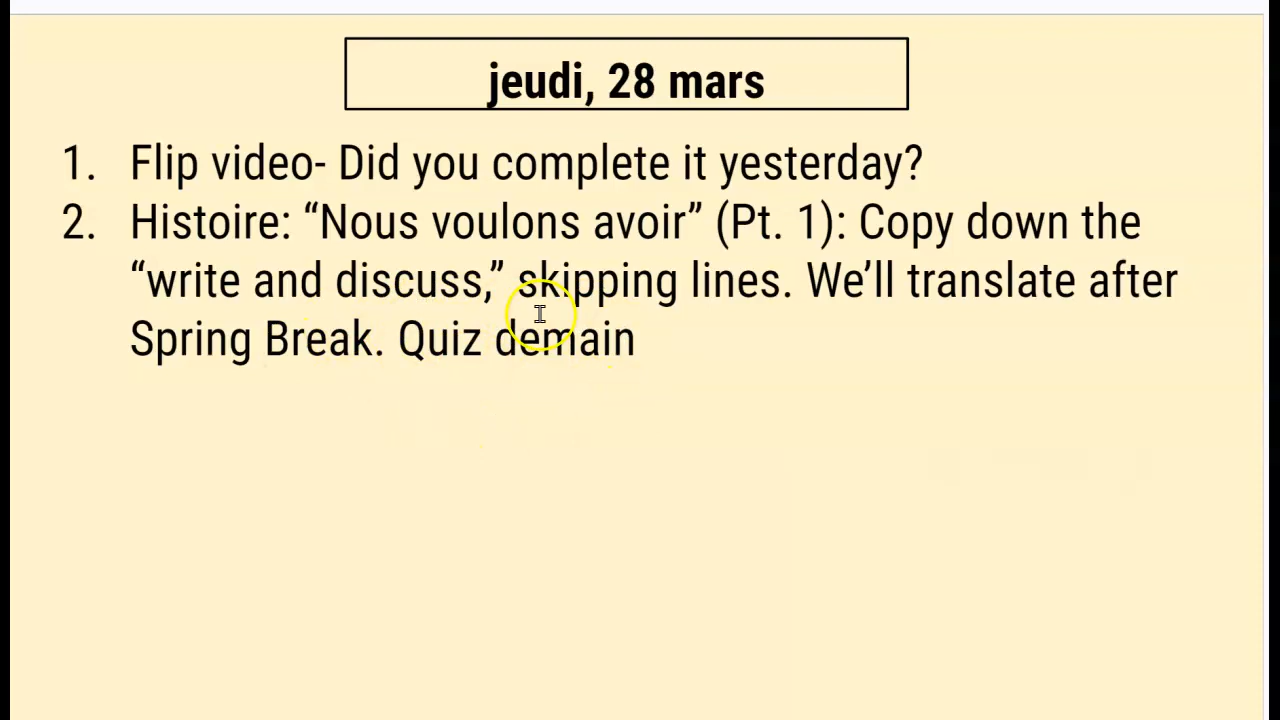 jeudi, 28 mars
1. Flip video- Did you complete it yesterday?
2. Histoire: “Nous voulons avoir” (Pt. 1): Copy down the
“write and discuss,” skipping lines. We’ll translate after
Spring Break. Quiz demain